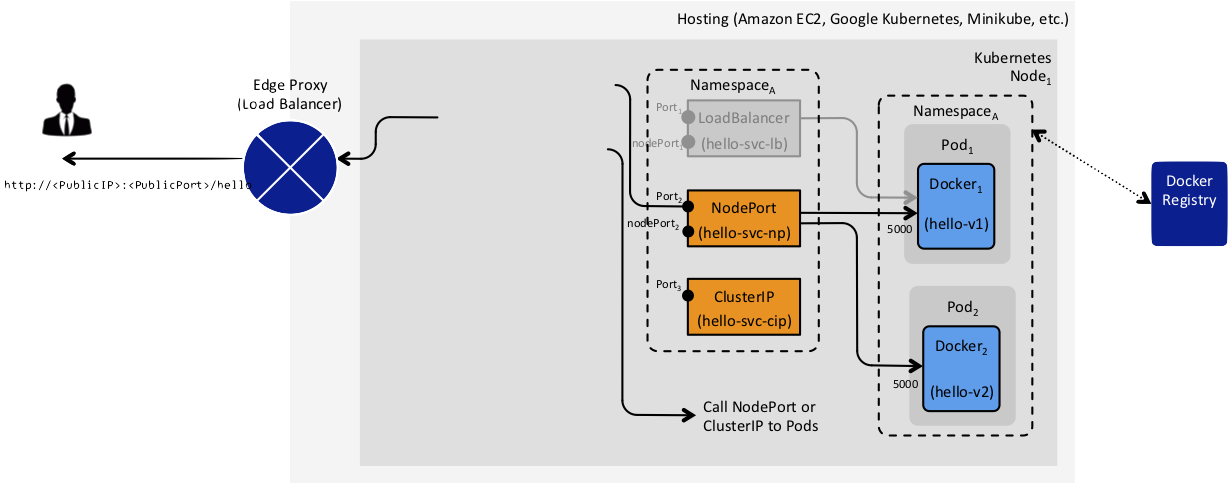 Hosting (Amazon EC2, Google Kubernetes, Minikube, etc.)
Kubernetes
Node1
Edge Proxy
(Load Balancer)
http://<PublicIP>:<PublicPort>/hello
NamespaceA
Port1
LoadBalancer
nodePort1
(hello-svc-lb)
Port2
NodePort
nodePort2
(hello-svc-np)
Port3
ClusterIP
(hello-svc-cip)
Call NodePort or
ClusterIP to Pods
NamespaceA
Pod1
Docker1
5000
(hello-v1)
Pod2
Docker2
5000
(hello-v2)
Docker
Registry